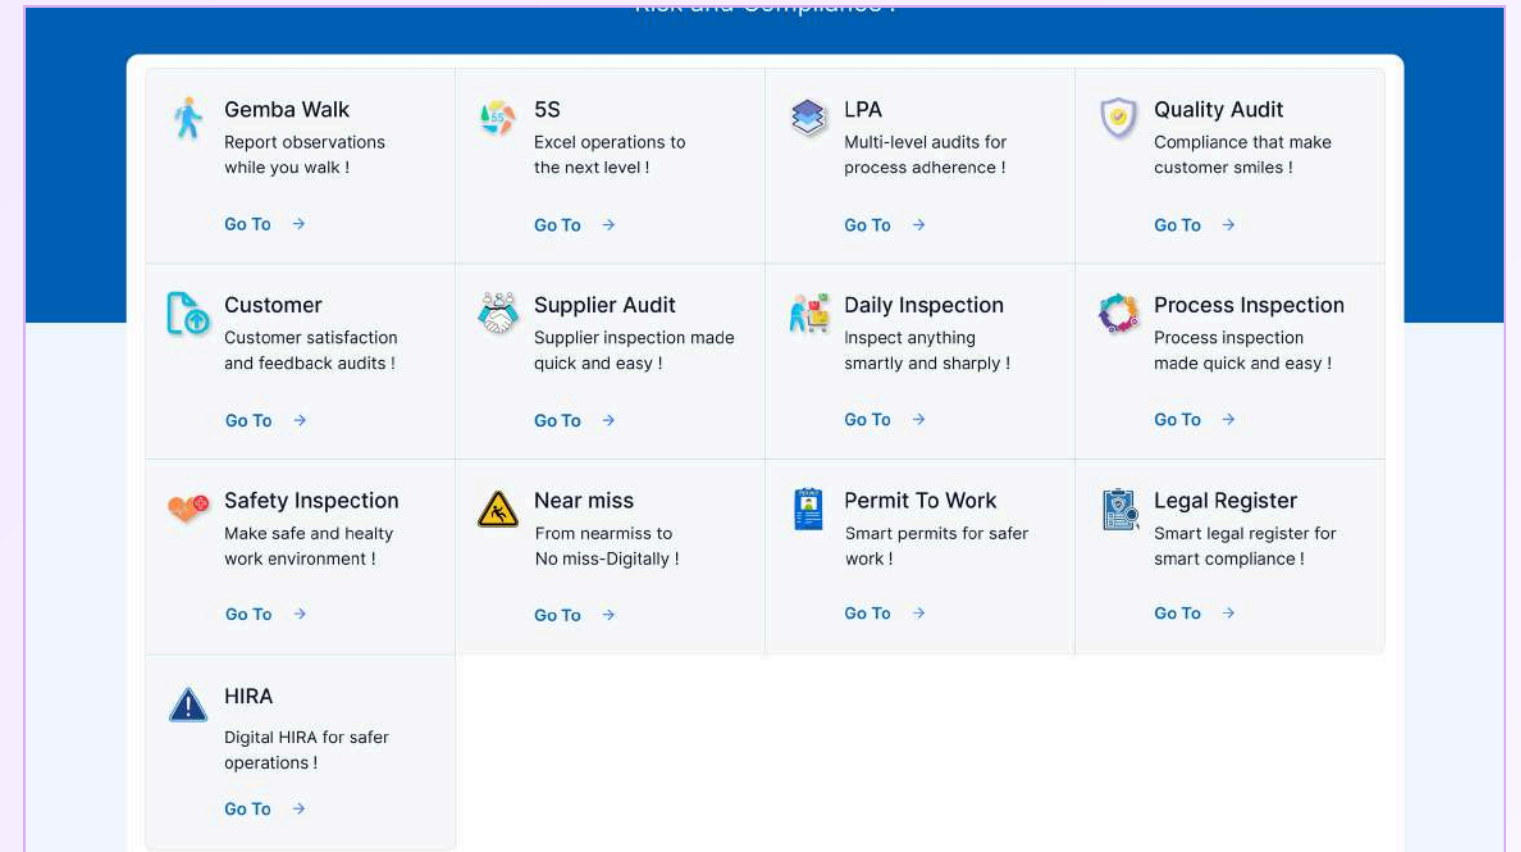 Risk and Compliance !
Gemba Walk
Report observations
while you walk !
Go To
5S
5S
Excel operations to
the next level !
Go To
LPA
Multi-level audits for
process adherence !
Go To
Quality Audit
Compliance that make
customer smiles !
Go To
Customer
Customer satisfaction
and feedback audits !
Go To
Supplier Audit
Supplier inspection made
quick and easy !
Go To
Daily Inspection
Inspect anything
smartly and sharply !
Go To
Process Inspection
Process inspection
made quick and easy !
Go To
Safety Inspection
Make safe and healty
work environment !
Go To
Near miss
From nearmiss to
No miss-Digitally !
Go To
Permit To Work
Smart permits for safer
work !
Go To
Legal Register
Smart legal register for
smart compliance !
Go To
HIRA
Digital HIRA for safer
operations !
Go To